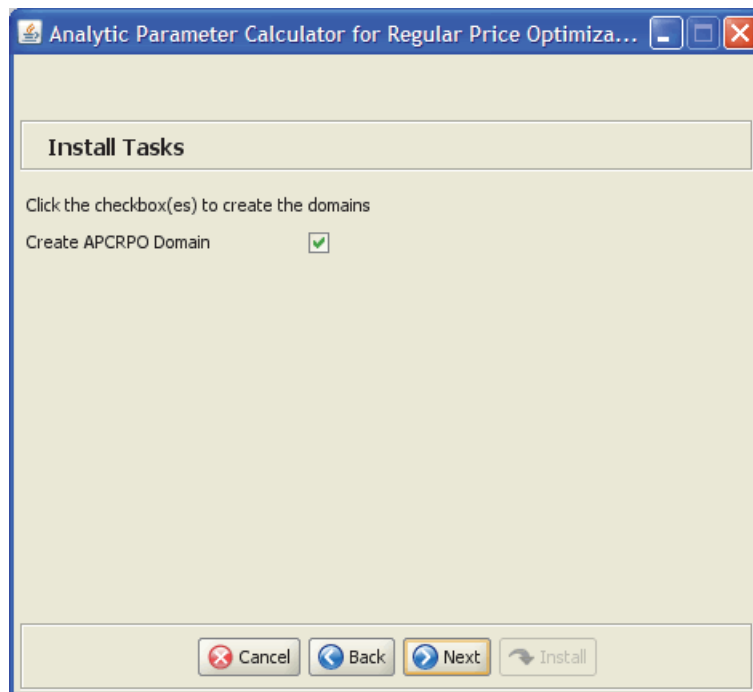 Analytic Parameter Calculator for Regular Price Optimiza...
Install Tasks
Click the checkbox(es) to create the domains
Create APCRPO Domain
Cancel Back Next Install